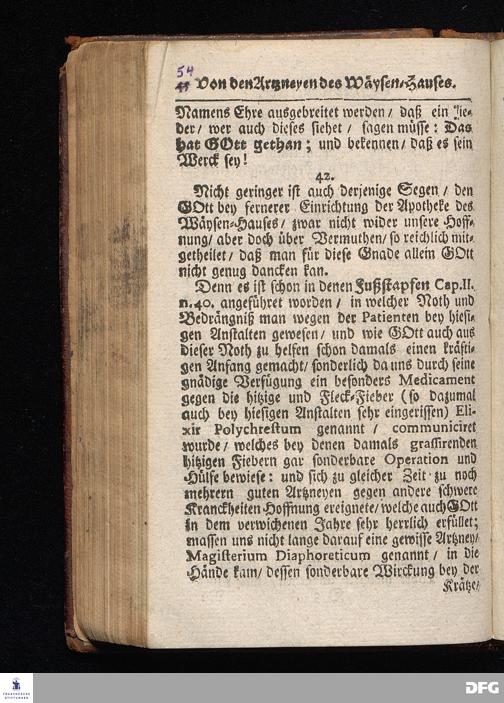 54
45 Von den Artzneyen des Wäysen-Hauses.
Namens Ehre ausgebreitet werden / daß ein Jie-
der / wer auch dieses siehet / sagen müsse: Das
hat GOtt gethan; und bekennen / daß es sein
Werck sey!
42.
Nicht geringer ist auch derjenige Segen / den
GOtt bey fernerer Einrichtung der Apotheke des
Wäysen-Hauses / zwar nicht wider unsere Hoff-
nung / aber doch über Vermuthen / so reichlich mit-
getheilet / daß man für diese Gnade allein GOtt
nicht genug dancken kan.
Denn es ist schon in denen Fußstapfen Cap. II.
n. 40. angeführet worden / in welcher Noth und
Bedrängniß man wegen der Patienten bey hiesi-
gen Anstalten gewesen / und wie GOtt auch aus
dieser Noth zu helfen schon damals einen kräfti-
gen Anfang gemacht / sonderlich da uns durch seine
gnädige Verfügung ein besonders Medicament
gegen die hitzige und Fleck-Fieber (so dazumal
auch bey hiesigen Anstalten sehr eingerissen) Eli-
xir Polychrestum genannt / communiciret
wurde / welches bey denen damals grassirenden
hitzigen Fiebern gar sonderbare Operation und
Hülfe bewiese: und sich zu gleicher Zeit zu noch
mehrern guten Artzneyen gegen andere schwere
Kranckheiten Hoffnung ereignete / welche auch GOtt
in dem verwichenen Jahre sehr herrlich erfüllet;
massen uns nicht lange darauf eine gewisse Artzney /
Magisterium Diaphoreticum genannt / in die
Hände kam / dessen sonderbare Wirckung bey der
Krätze /
FRANCKESCHE STIFTUNGEN
DFG